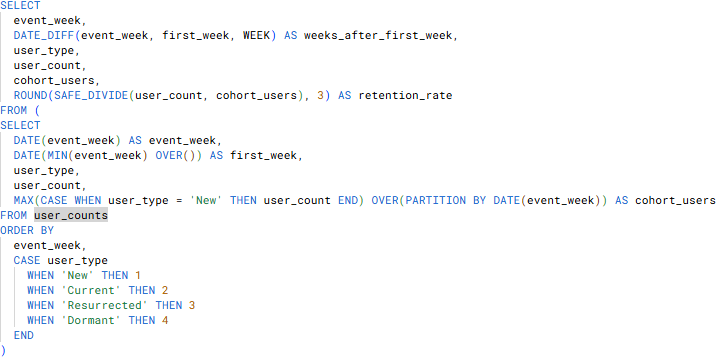 SELECT
event_week,
DATE_DIFF(event_week, first_week, WEEK) AS weeks_after_first_week,
user_type,
user_count,
cohort_users,
ROUND(SAFE_DIVIDE(user_count, cohort_users), 3) AS retention_rate
FROM (
SELECT
DATE(event_week) AS event_week,
DATE(MIN(event_week) OVER()) AS first_week,
user_type,
user_count,
MAX(CASE WHEN user_type = 'New' THEN user_count END) OVER(PARTITION BY DATE(event_week)) AS cohort_users
FROM user_counts
ORDER BY
event_week,
CASE user_type
WHEN 'New' THEN 1
WHEN 'Current' THEN 2
WHEN 'Resurrected' THEN 3
WHEN 'Dormant' THEN 4
END
)